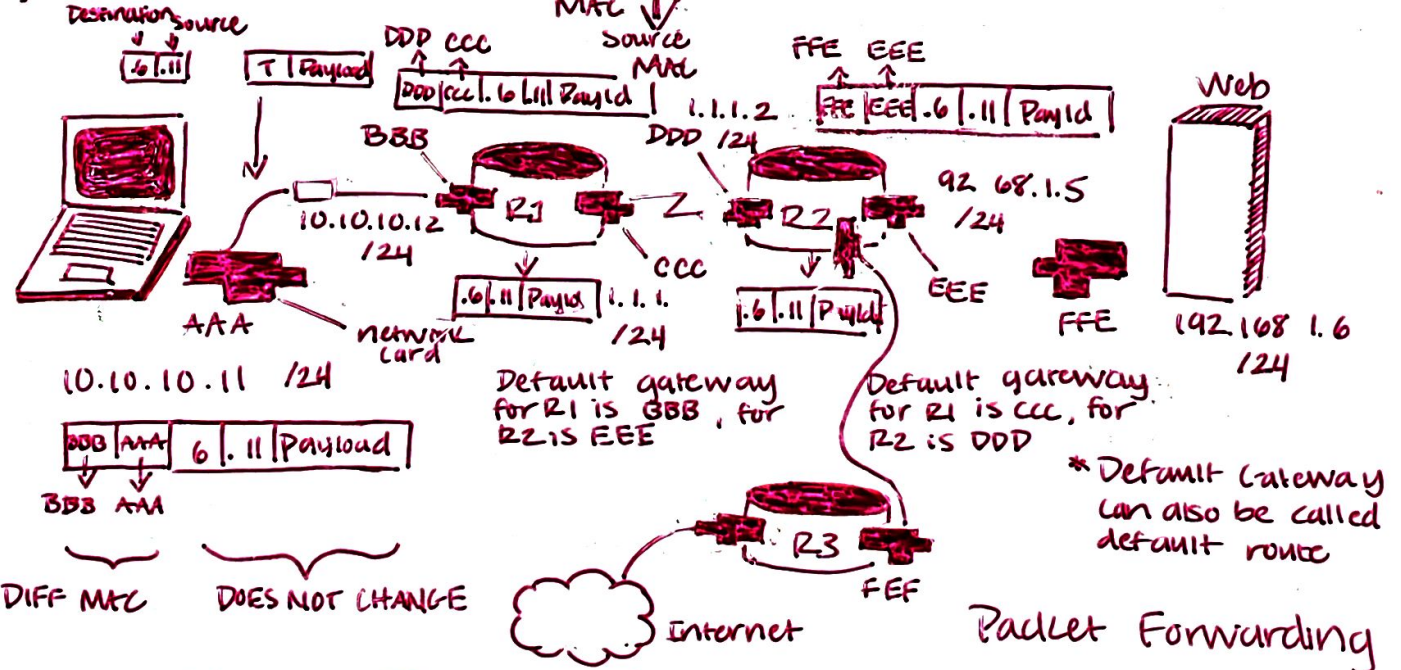 MAC
Destination source
Source
MAC
.6 .11
T Payload
DDD CCC
DDD CCC .6 .11 Payld
FFE EEE
FFE EEE .6 .11 Payld
Web
1.1.1.2
/24
BBB
DDD
R1
R2
10.10.10.12
/24
92 68.1.5
/24
CCC
EEE
AAA
network
card
.6 .11 Payld
1.1.1.
/24
.6 .11 Payld
FFE
192.168 1.6
/24
10.10.10.11 /24
Default gateway
for R1 is BBB, for
R2 is EEE
Default gateway
for R1 is CCC, for
R2 is DDD
BBB AAA 6 .11 Payload
BBB AAA
* Default Gateway
can also be called
default route
R3
FEF
DIFF MAC
DOES NOT CHANGE
Internet
Packet Forwarding